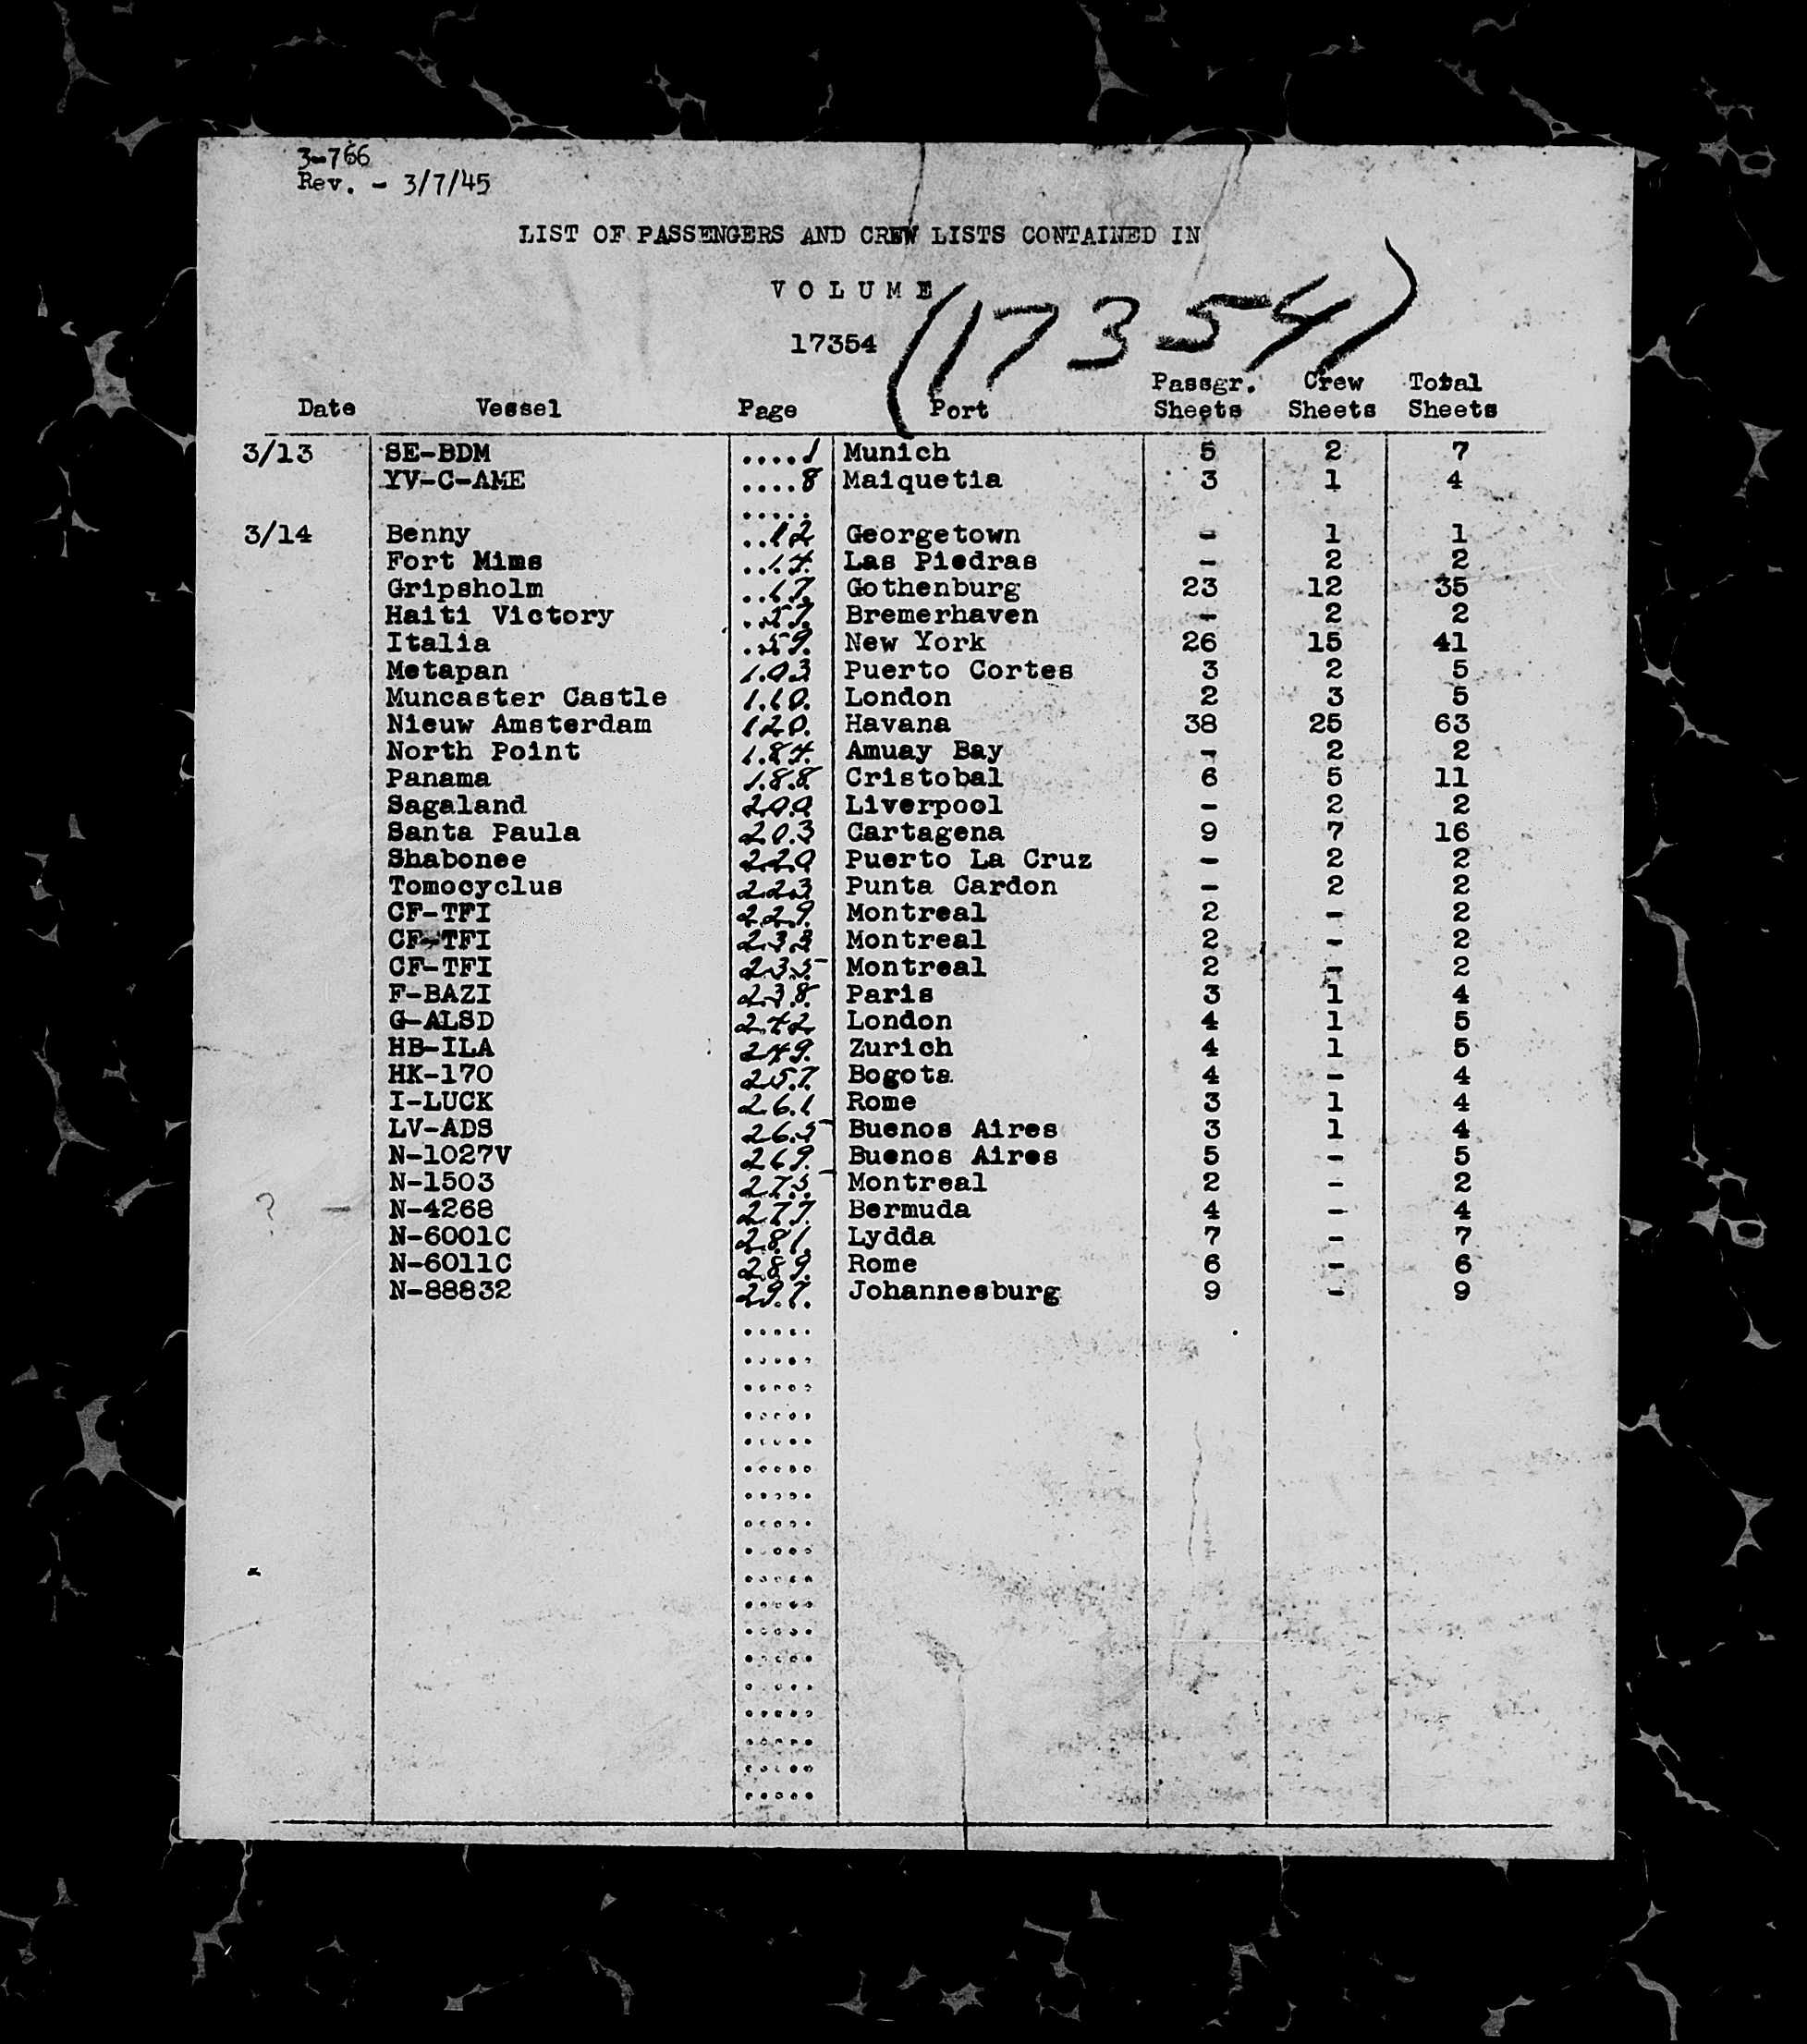 3-766
Rev. - 3/7/45
LIST OF PASSENGERS AND CREW LISTS CONTAINED IN
VOLUME
(17354)
17354
Date Vessel Page Port Passgr. Sheets Crew Sheets Total Sheets
3/13 SE-BDM ....1 Munich 5 2 7
YV-C-AME ....8 Maiquetia 3 1 4
.....
3/14 Benny ..12 Georgetown - 1 1
Fort Mims ..14. Las Piedras - 2 2
Gripsholm ..17. Gothenburg 23 12 35
Haiti Victory .57. Bremerhaven - 2 2
Italia .59. New York 26 15 41
Metapan 103 Puerto Cortes 3 2 5
Muncaster Castle 110. London 2 3 5
Nieuw Amsterdam 120. Havana 38 25 63
North Point 184. Amuay Bay - 2 2
Panama 188 Cristobal 6 5 11
Sagaland 200 Liverpool - 2 2
Santa Paula 203 Cartagena 9 7 16
Shabonee 220 Puerto La Cruz - 2 2
Tomocyclus 223 Punta Cardon - 2 2
CF-TFI 229. Montreal 2 - 2
CF-TFI Montreal 2 - 2
CF-TFI 235 Montreal 2 - 2
F-BAZI 238. Paris 3 1 4
G-ALSD 242 London 4 1 5
HB-ILA 249. Zurich 4 1 5
HK-170 257. Bogota 4 - 4
I-LUCK 261 Rome 3 1 4
LV-ADS 265 Buenos Aires 3 1 4
N-1027V 269. Buenos Aires 5 - 5
N-1503 275. Montreal 2 - 2
? - N-4268 277. Bermuda 4 - 4
N-6001C 281. Lydda 7 - 7
N-6011C 289. Rome 6 - 6
N-88832 297. Johannesburg 9 - 9